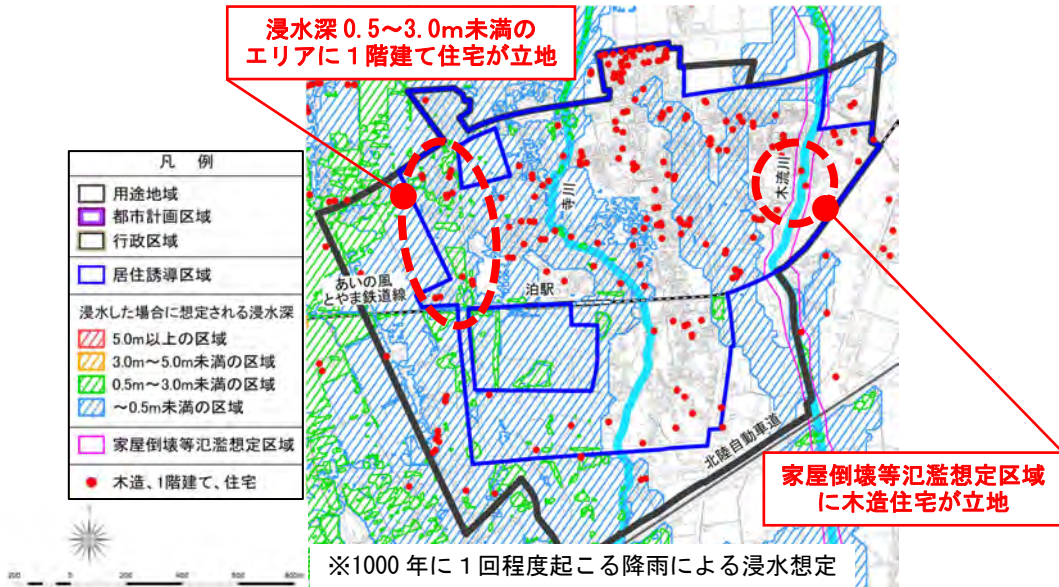 浸水深 0.5～3.0m未満の
エリアに１階建て住宅が立地
凡 例
用途地域
都市計画区域
行政区域
居住誘導区域
浸水した場合に想定される浸水深
5.0m以上の区域
3.0m～5.0m未満の区域
0.5m～3.0m未満の区域
～0.5m未満の区域
家屋倒壊等氾濫想定区域
木造、1階建て、住宅
あいの風
とやま鉄道線
泊駅
寺川
木流川
北陸自動車道
家屋倒壊等氾濫想定区域
に木造住宅が立地
200 0 200 400 600m
※1000 年に 1 回程度起こる降雨による浸水想定